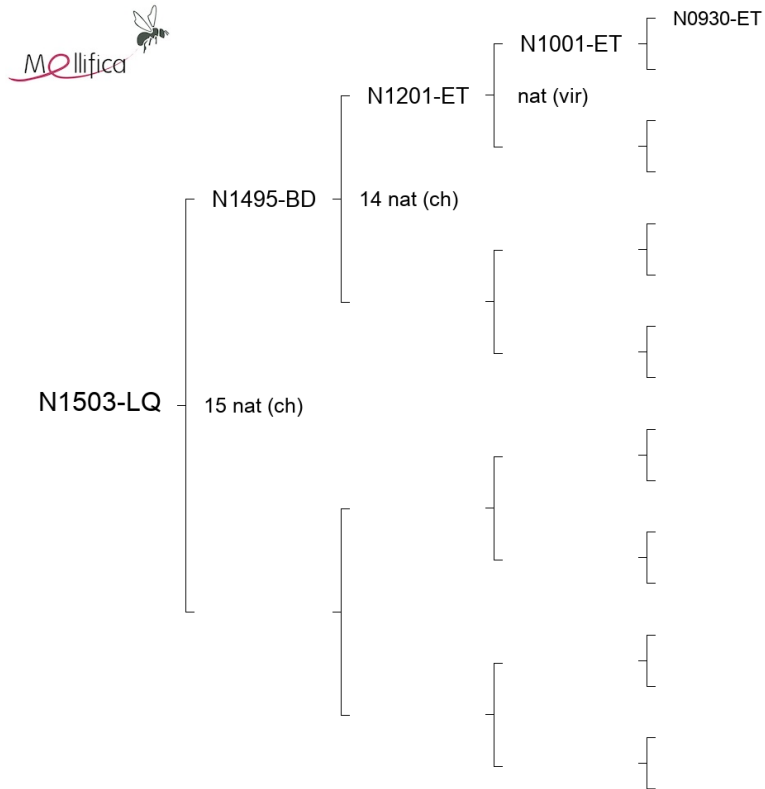 N0930-ET
N1001-ET
Mellifica
N1201-ET
nat (vir)
N1495-BD
14 nat (ch)
N1503-LQ
15 nat (ch)